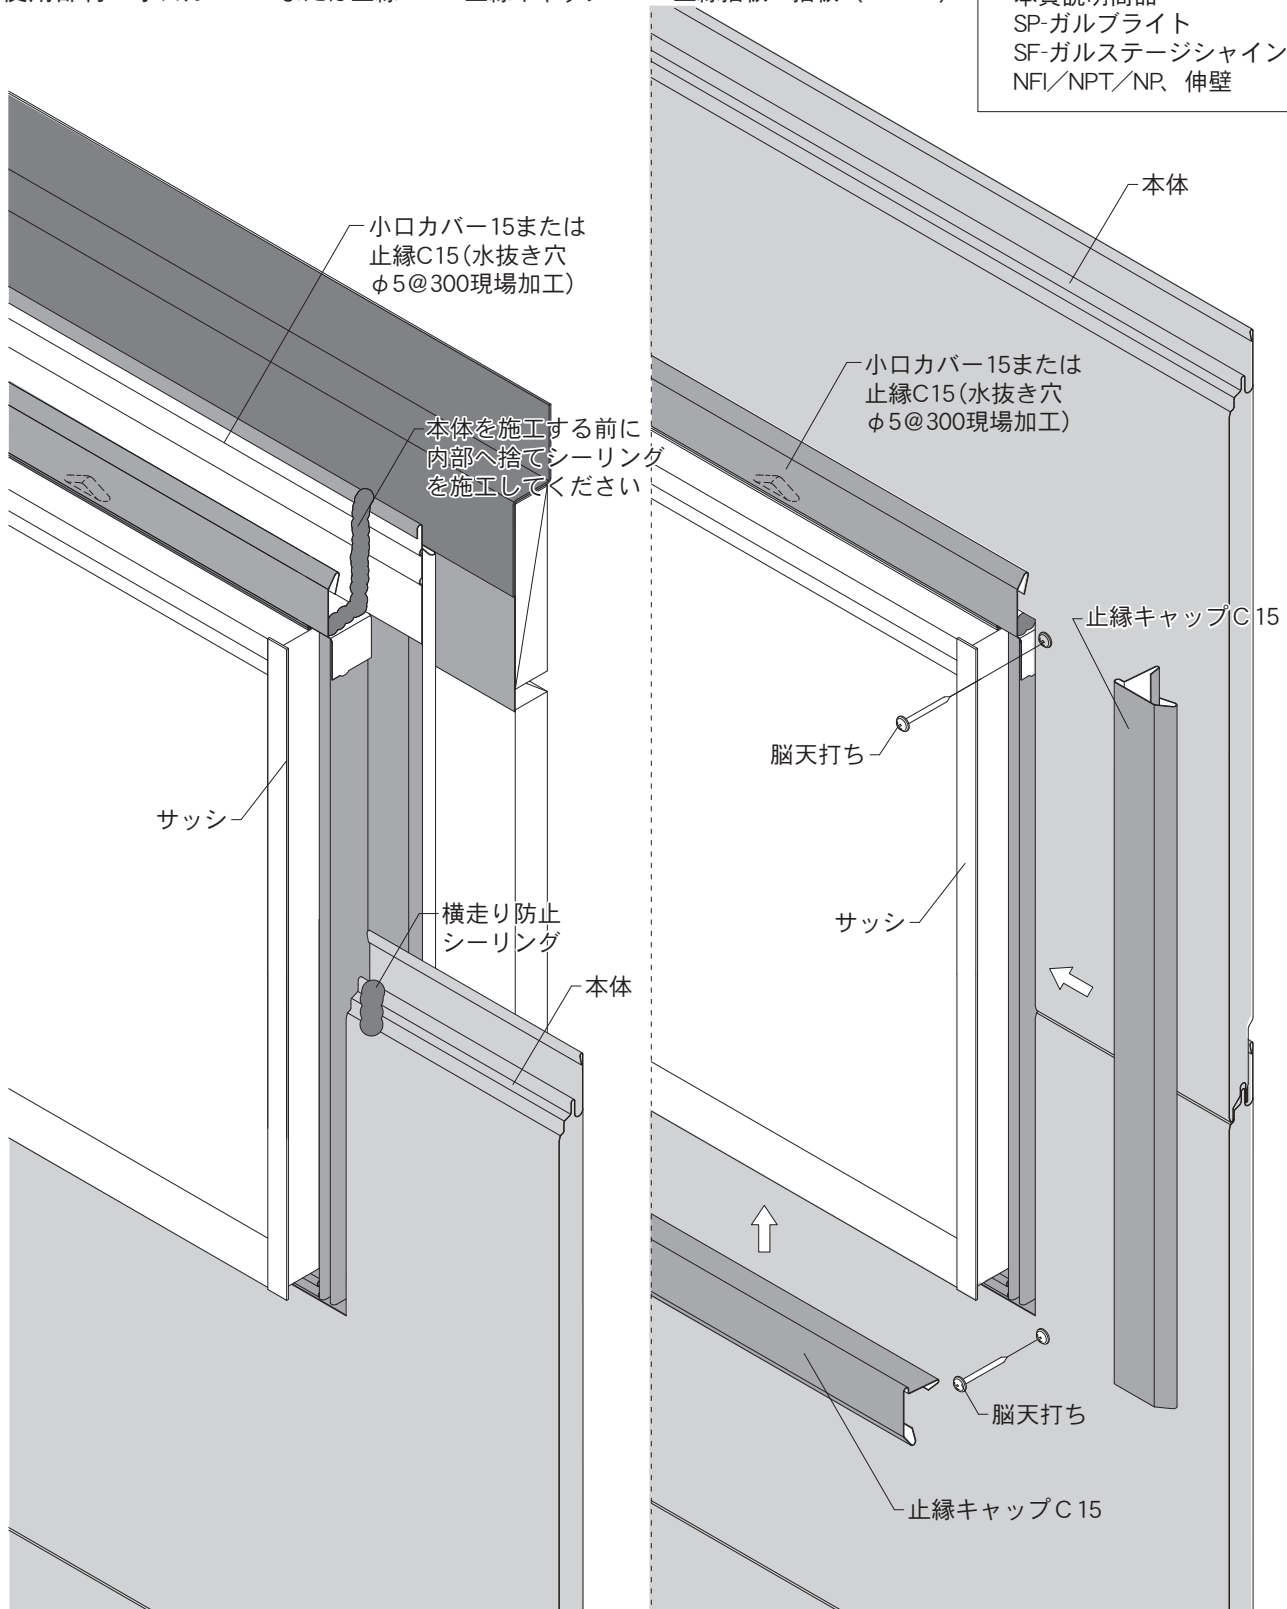 SP-ガルブライト
SF-ガルステージシャイン
NFI／NPT／NP、伸壁
本体
小口カバー15または
止縁C15（水抜き穴
φ5@300現場加工）
小口カバー15または
止縁C15（水抜き穴
φ5@300現場加工）
本体を施工する前に
内部へ捨てシーリング
を施工してください
止縁キャップC15
脳天打ち
サッシ
横走り防止
シーリング
サッシ
本体
脳天打ち
止縁キャップC15